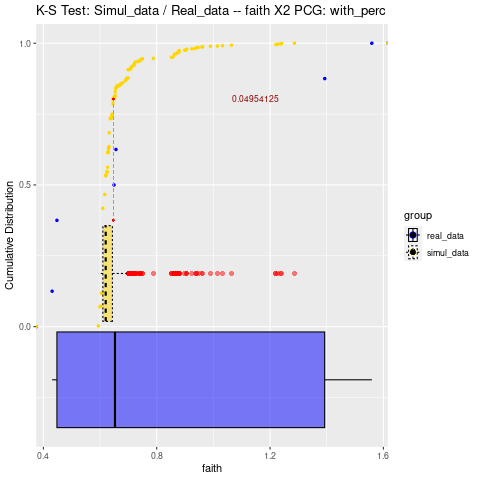 K-S Test: Simul_data / Real_data -- faith X2 PCG: with_perc
1.0
0.04954125
0.5
0.0
Cumulative Distribution
0.4 0.8 1.2 1.6
faith
group
real_data
simul_data